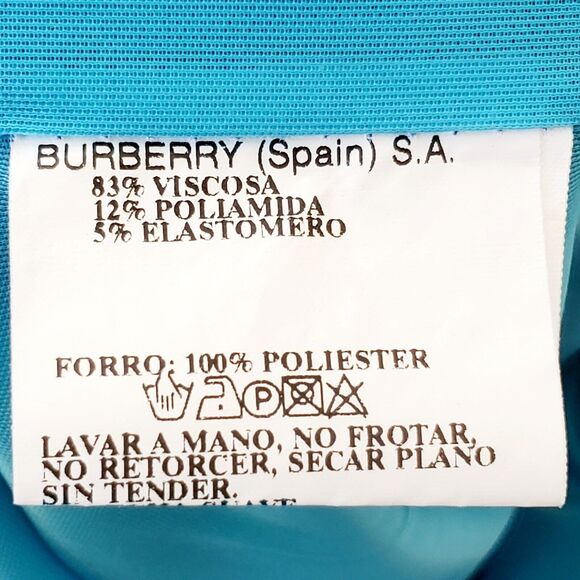 BURBERRY (Spain) S.A.
83% VISCOSA
12% POLIAMIDA
5% ELASTOMERO
FORRO: 100% POLIESTER
P
LAVAR A MANO, NO FROTAR,
NO RETORCER, SECAR PLANO
SIN TENDER.